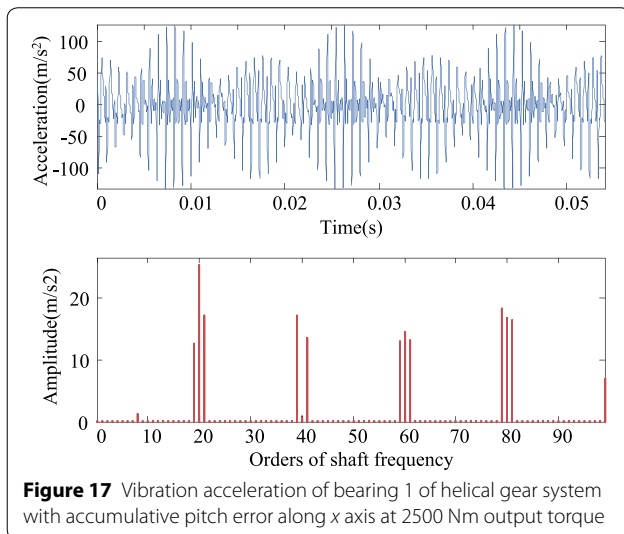 100
50
0
-50
-100
Acceleration(m/s²)
0 0.01 0.02 0.03 0.04 0.05
Time(s)
20
10
0
Amplitude(m/s2)
0 10 20 30 40 50 60 70 80 90
Orders of shaft frequency
Figure 17 Vibration acceleration of bearing 1 of helical gear system
with accumulative pitch error along x axis at 2500 Nm output torque